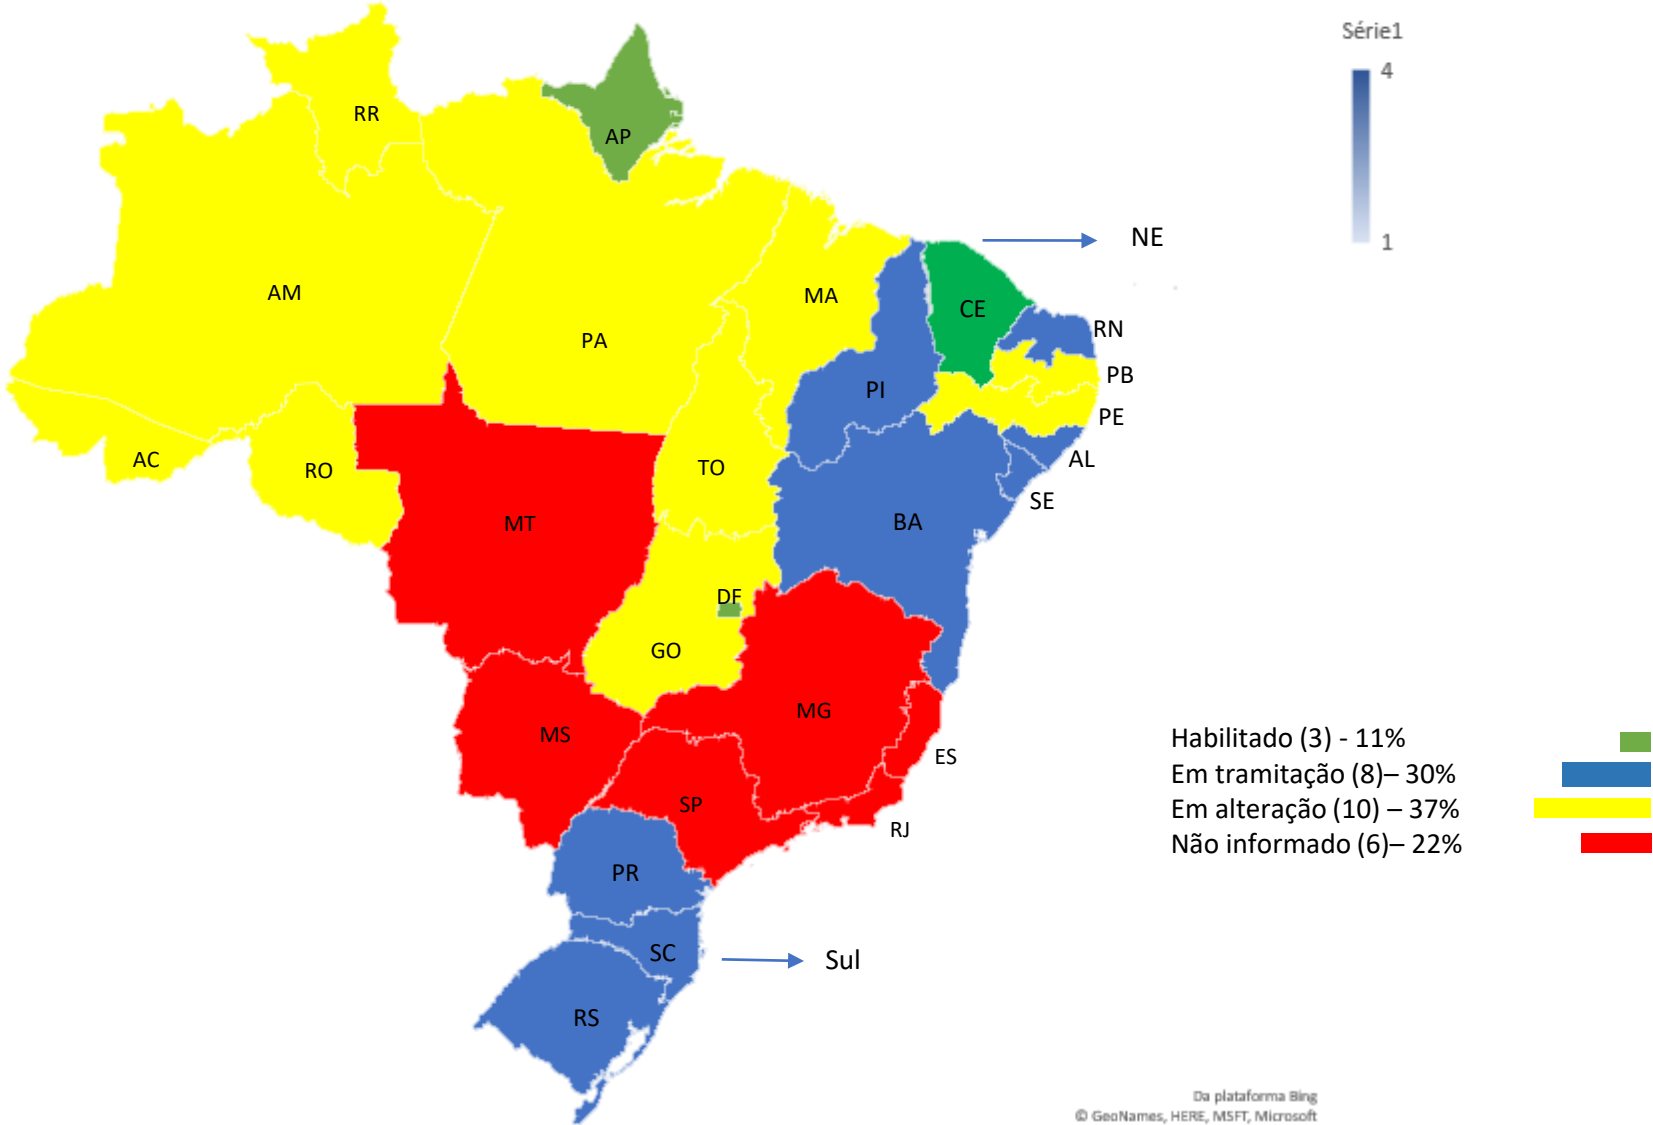 Série1
4
1
RR
AP
NE
AM
MA
CE
RN
PA
PB
PI
PE
AC
RO
TO
AL
SE
MT
BA
DF
GO
MG
MS
ES
SP
RJ
PR
SC
Sul
RS
Habilitado (3) - 11%
Em tramitação (8)– 30%
Em alteração (10) – 37%
Não informado (6)– 22%
Da plataforma Bing
© GeoNames, HERE, MSFT, Microsoft